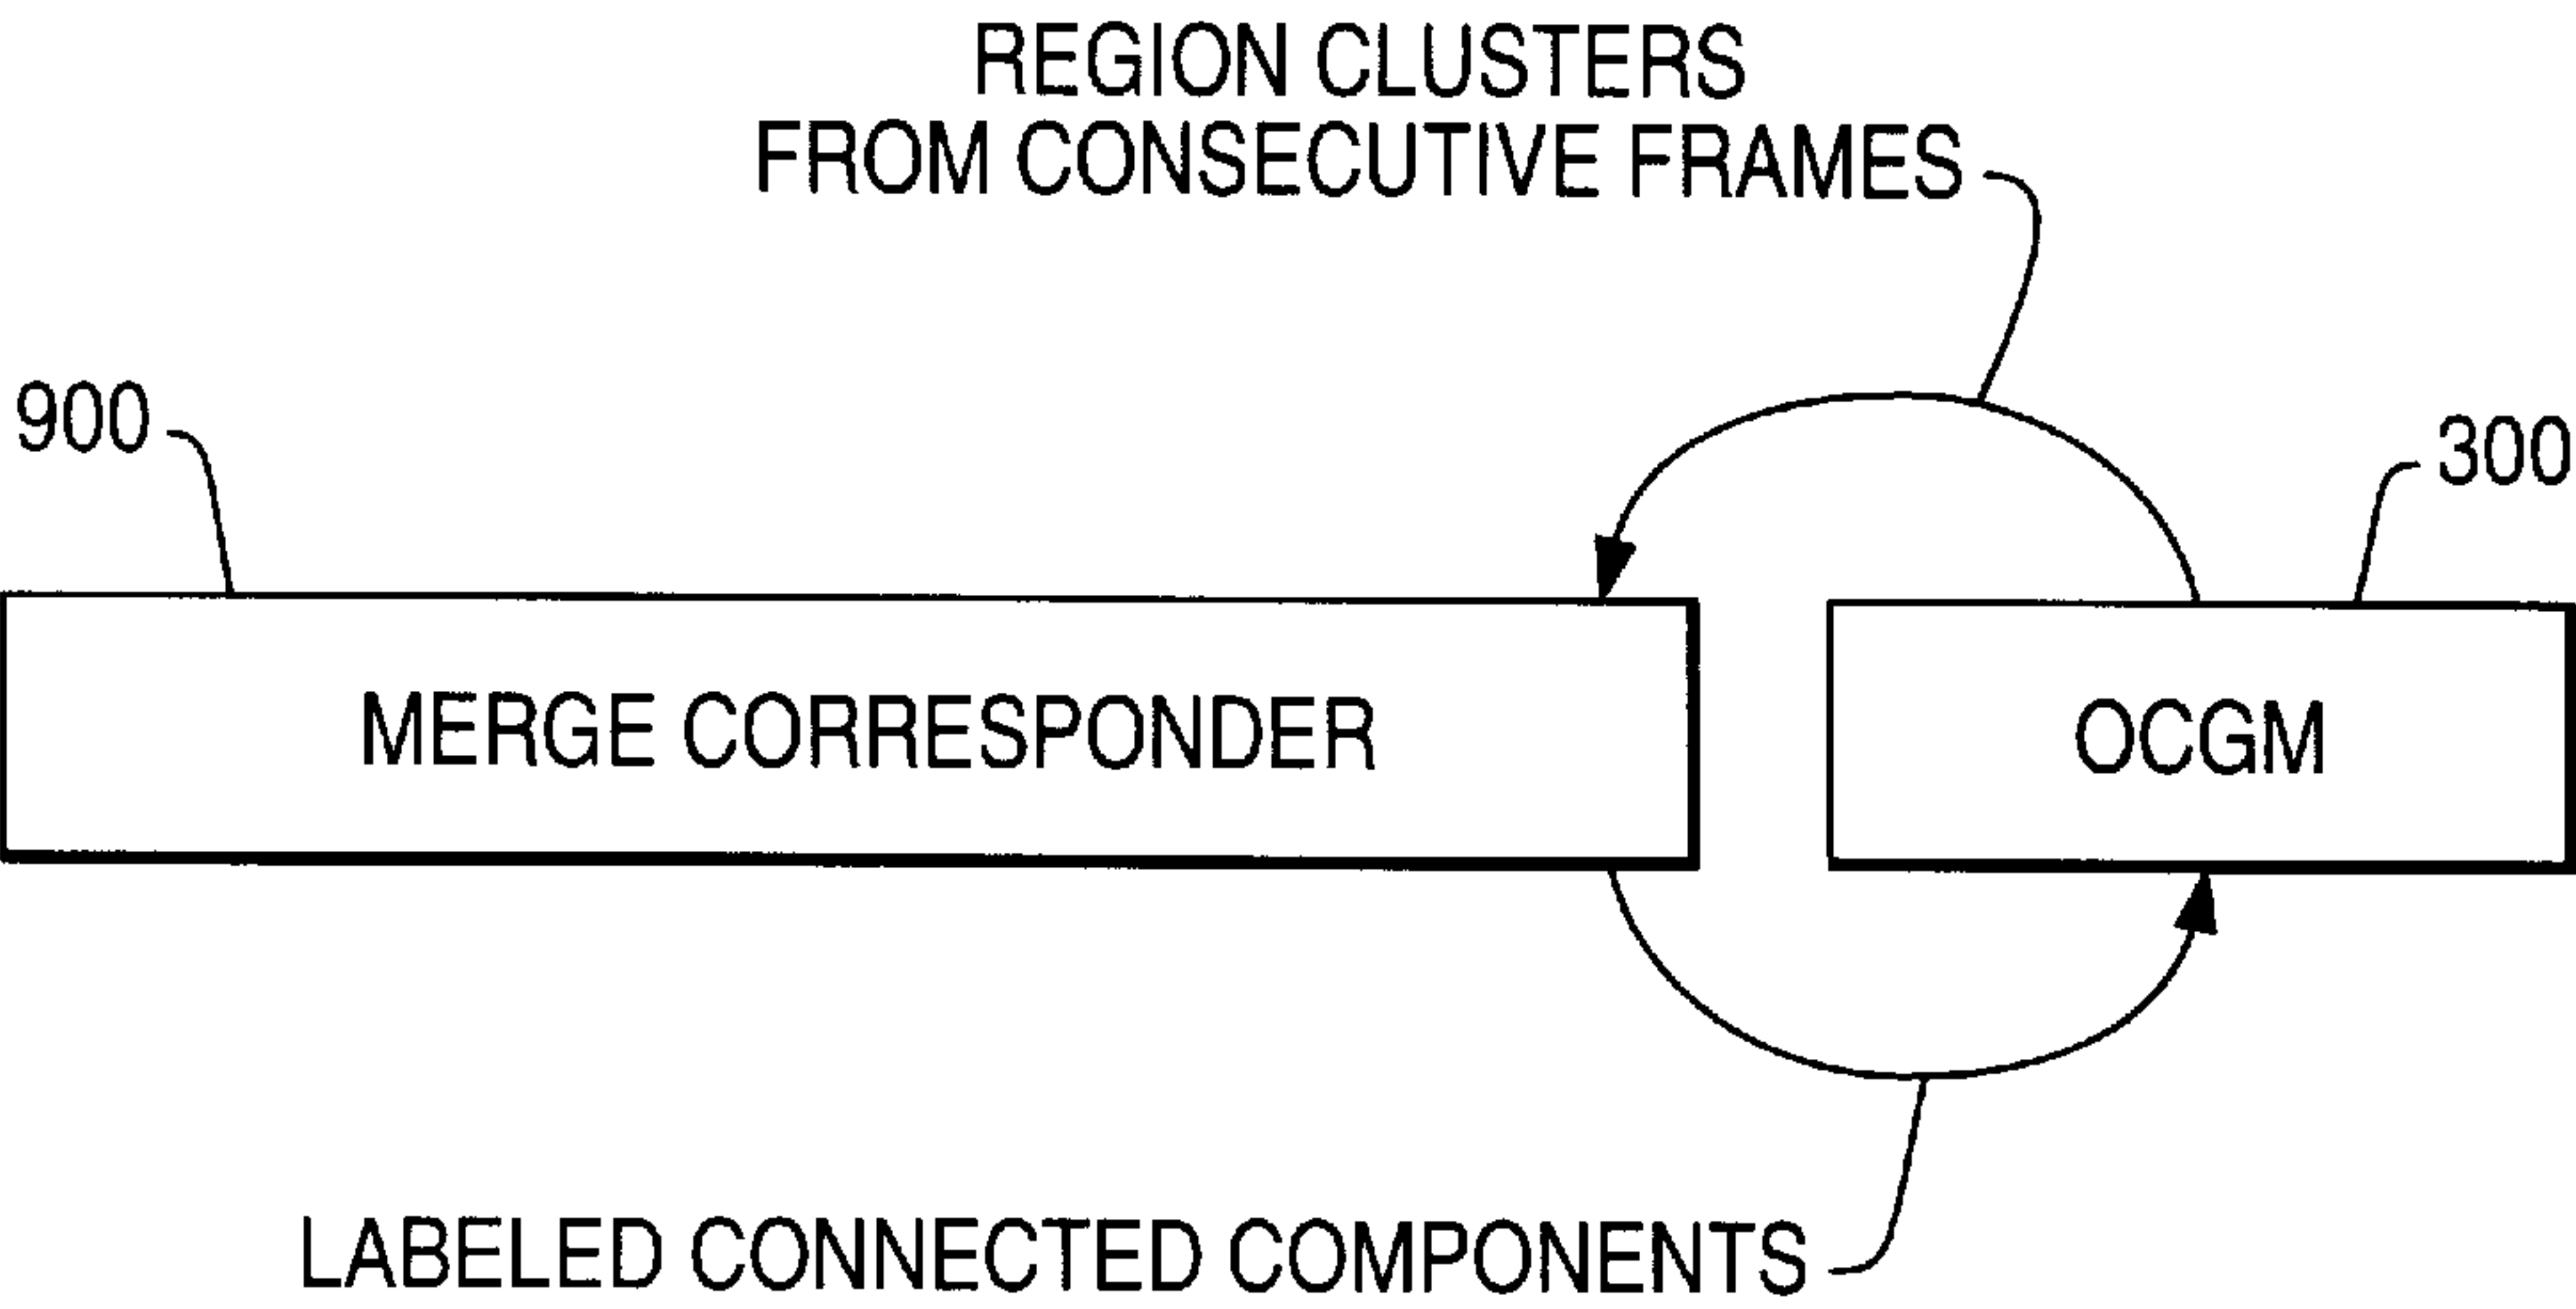 REGION CLUSTERS
FROM CONSECUTIVE FRAMES
900
300
MERGE CORRESPONDER
OCGM
LABELED CONNECTED COMPONENTS